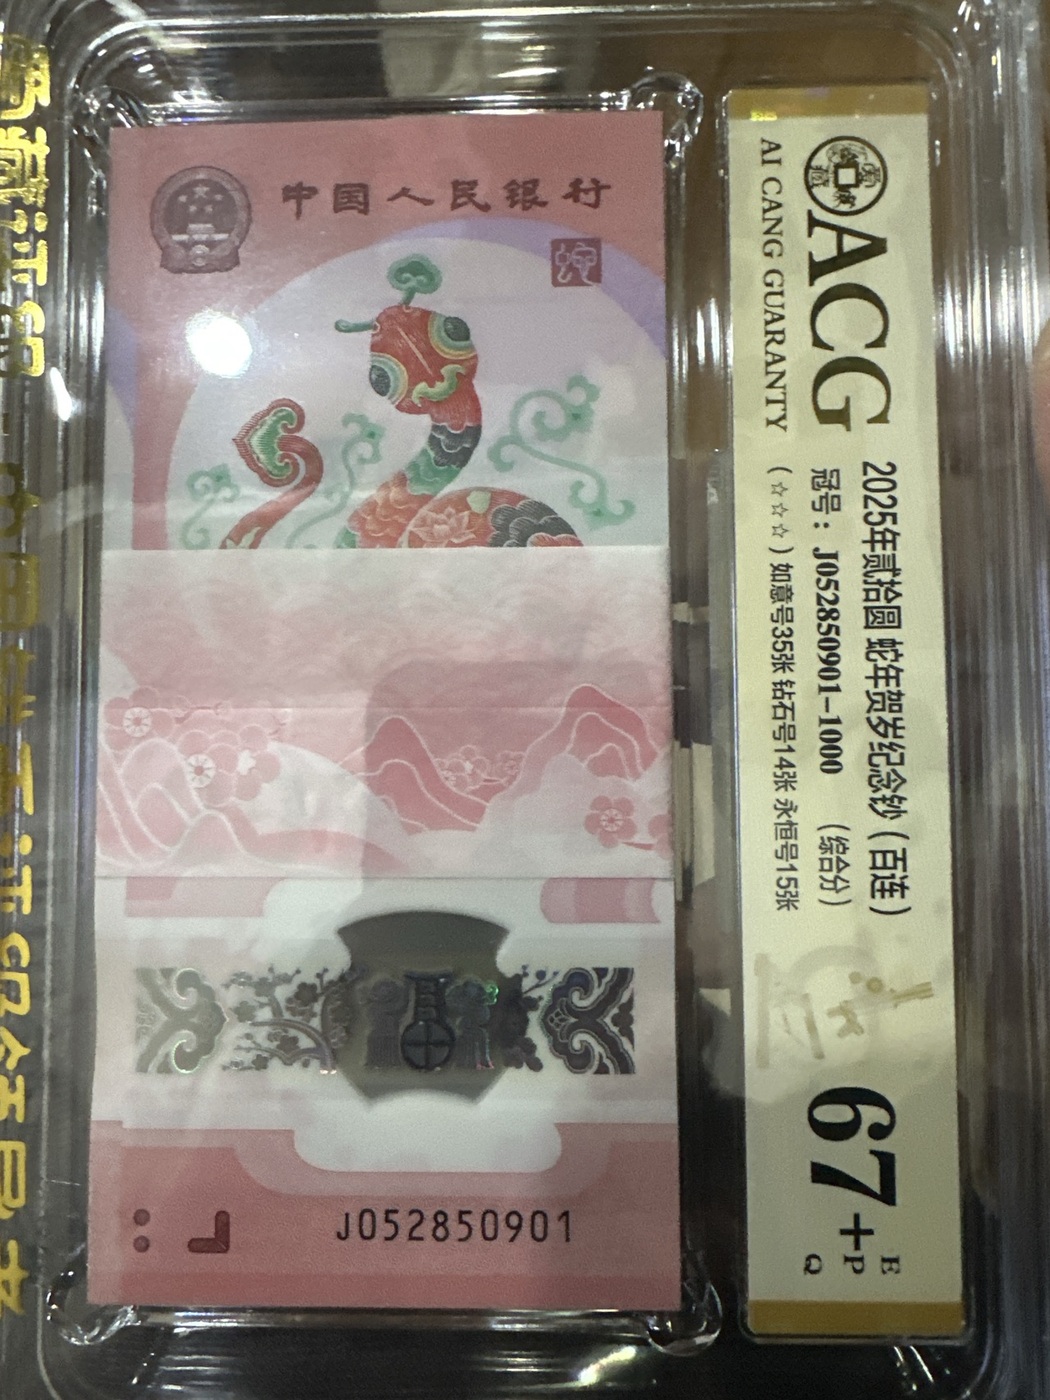 中国人民银行
蛇
J052850901
ACG
AI CANG GUARANTY
2025年贰拾圆 蛇年贺岁纪念钞（百连）
冠号：J052850901-1000 （综合分）
（☆☆☆）如意号35张 钻石号14张 永恒号15张
67+
E
P
Q